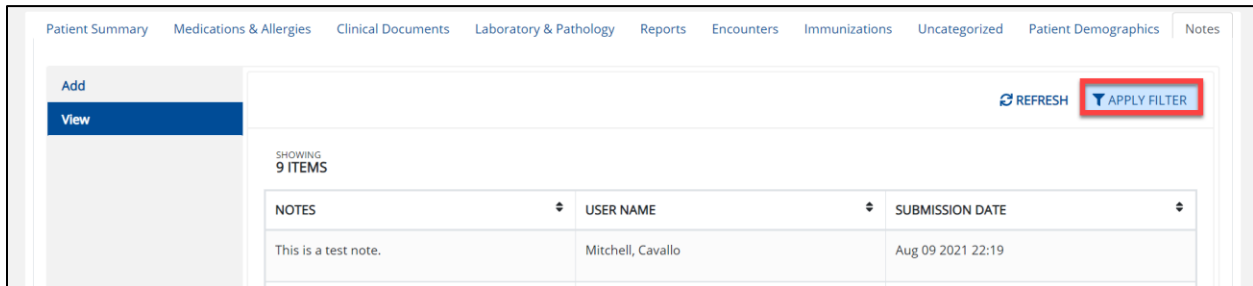 Patient Summary Medications & Allergies Clinical Documents Laboratory & Pathology Reports Encounters Immunizations Uncategorized Patient Demographics Notes
Add
View
REFRESH APPLY FILTER
SHOWING
9 ITEMS
NOTES USER NAME SUBMISSION DATE
This is a test note. Mitchell, Cavallo Aug 09 2021 22:19